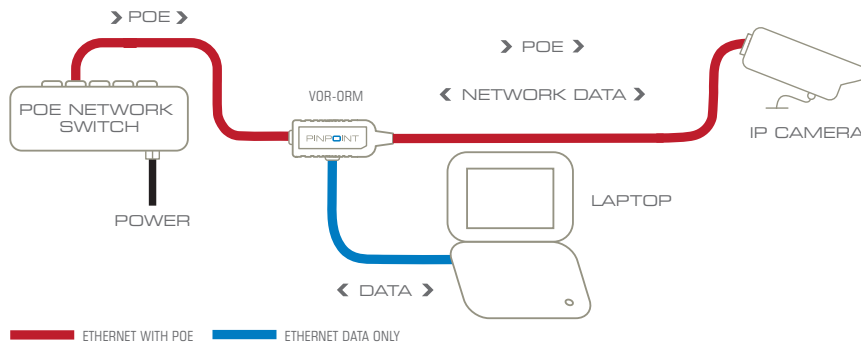 > POE >
> POE >
VOR-ORM
< NETWORK DATA >
POE NETWORK
SWITCH
PINPOINT
IP CAMERA
LAPTOP
POWER
< DATA >
ETHERNET WITH POE
ETHERNET DATA ONLY